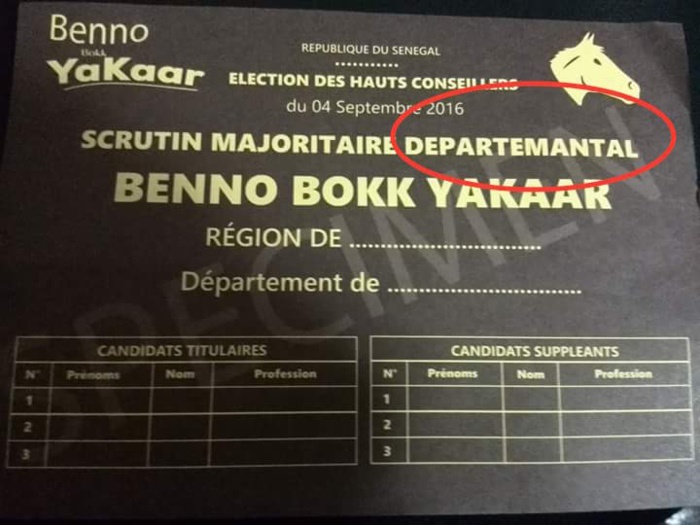 Benno
Bokk
YaKaar
REPUBLIQUE DU SENEGAL
ELECTION DES HAUTS CONSEILLERS
du 04 Septembre 2016
SCRUTIN MAJORITAIRE DEPARTEMANTAL
BENNO BOKK YAKAAR
RÉGION DE ..............................
Département de ..............................
SPECIMEN
CANDIDATS TITULAIRES
N° Prénoms Nom Profession
1
2
3
CANDIDATS SUPPLEANTS
N° Prénoms Nom Profession
1
2
3